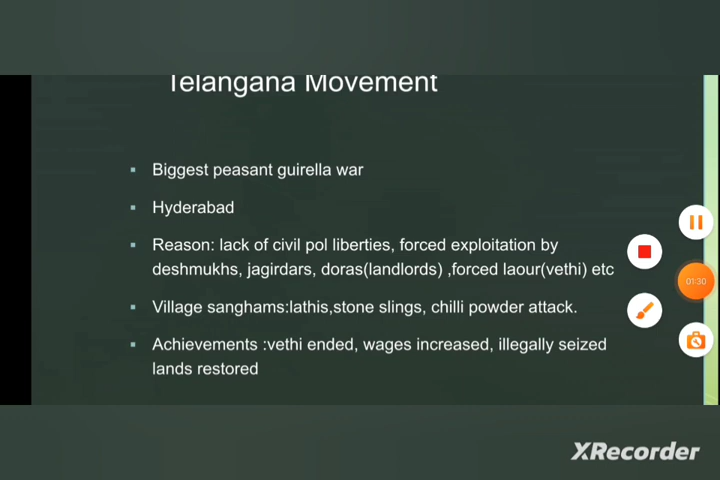 Telangana Movement
Biggest peasant guirella war
Hyderabad
Reason: lack of civil pol liberties, forced exploitation by
deshmukhs, jagirdars, doras(landlords) ,forced laour(vethi) etc
Village sanghams:lathis,stone slings, chilli powder attack.
Achievements :vethi ended, wages increased, illegally seized
lands restored
01:30
XRecorder